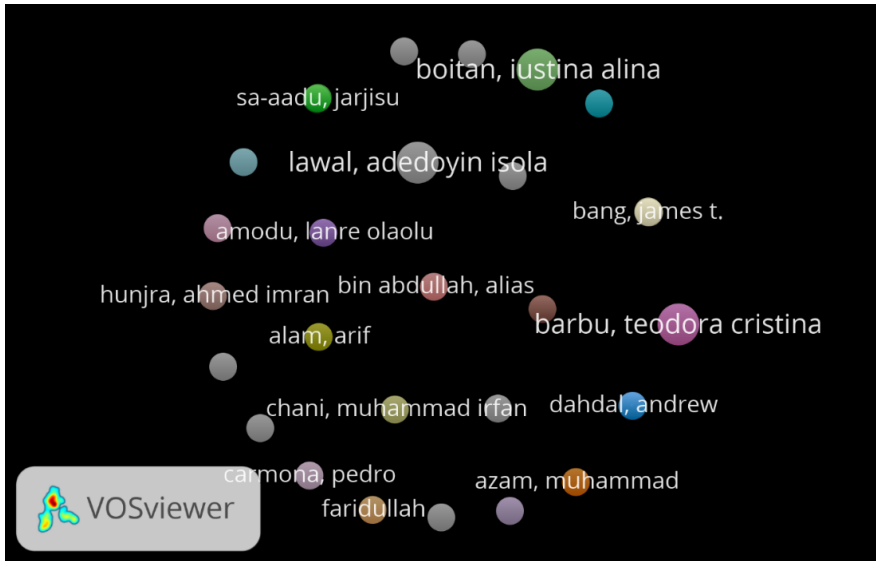 boitan, iustina alina
sa-aadu, jarjisu
lawal, adedoyin isola
bang, james t.
amodu, lanre olaolu
bin abdullah, alias
hunjra, ahmed imran
barbu, teodora cristina
alam, arif
dahdal, andrew
chani, muhammad irfan
carmona, pedro
azam, muhammad
faridullah
VOSviewer